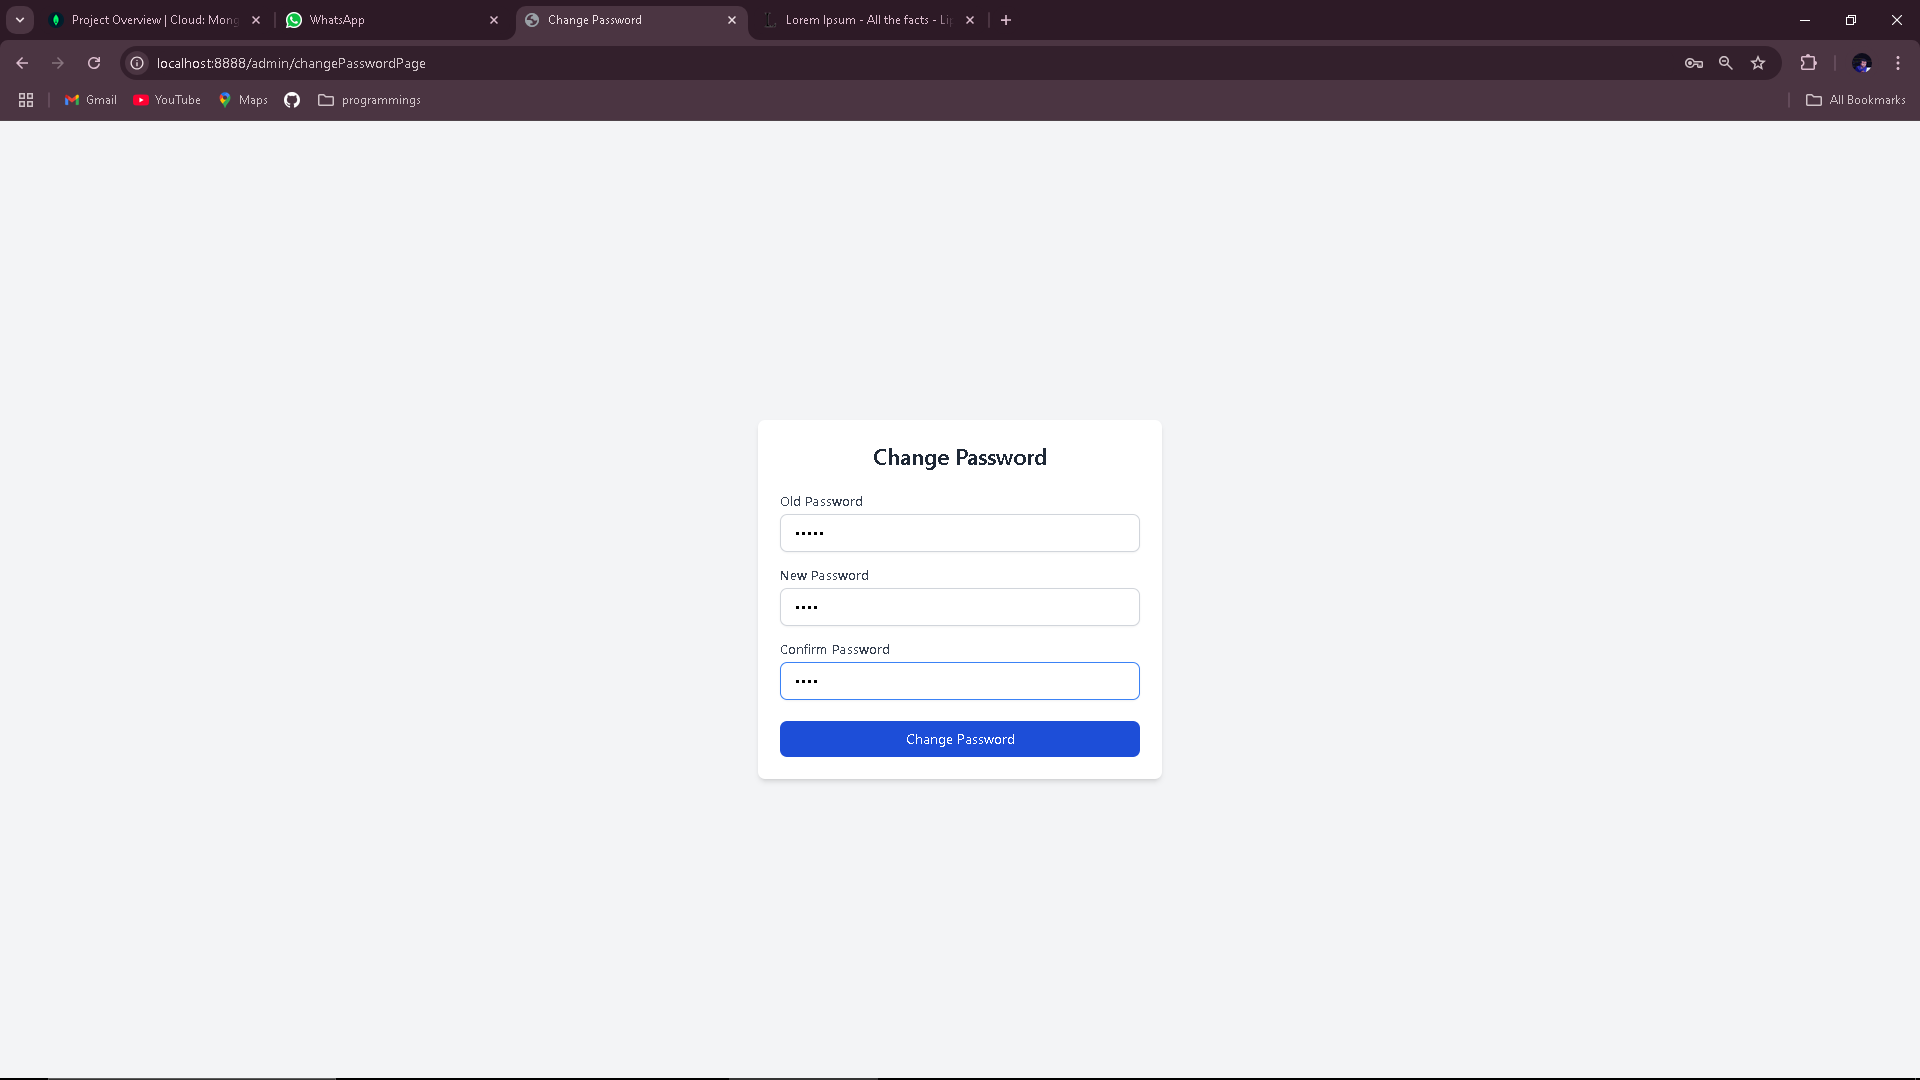 Project Overview | Cloud: Mong
WhatsApp
Change Password
Lorem Ipsum - All the facts - Lip
localhost:8888/admin/changePasswordPage
Gmail
YouTube
Maps
programmings
All Bookmarks
Change Password
Old Password
•••••
New Password
••••
Confirm Password
••••
Change Password